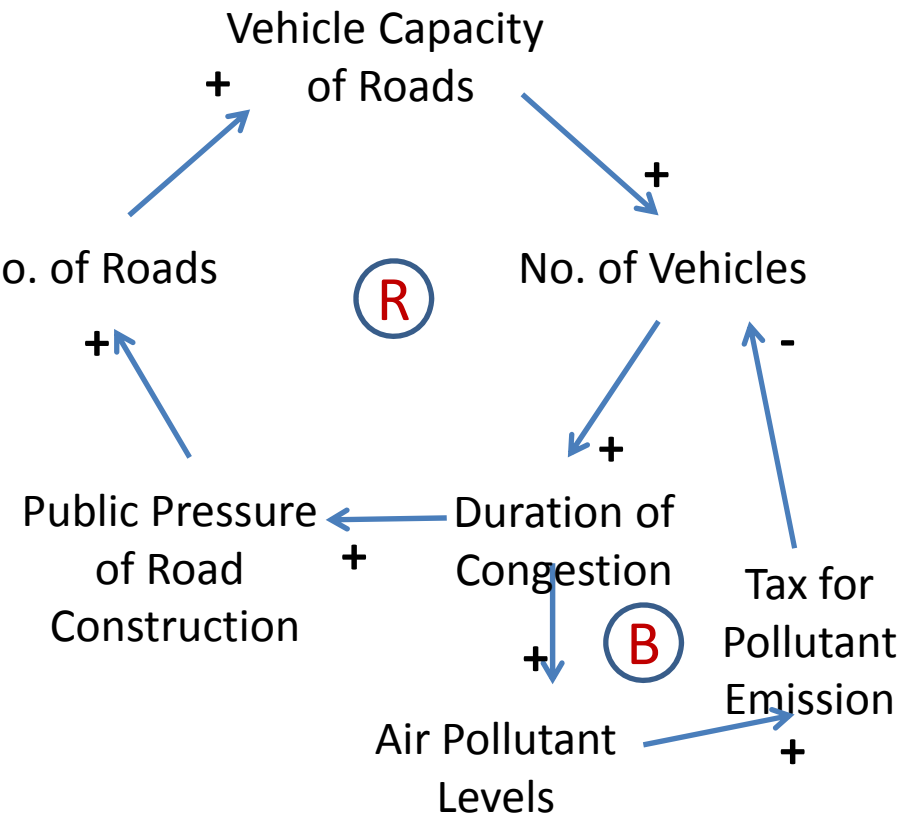 Vehicle Capacity
of Roads
+
+
o. of Roads
No. of Vehicles
R
+
-
+
Public Pressure
of Road
Construction
Duration of
Congestion
+
Tax for
Pollutant
Emission
B
+
Air Pollutant
Levels
+